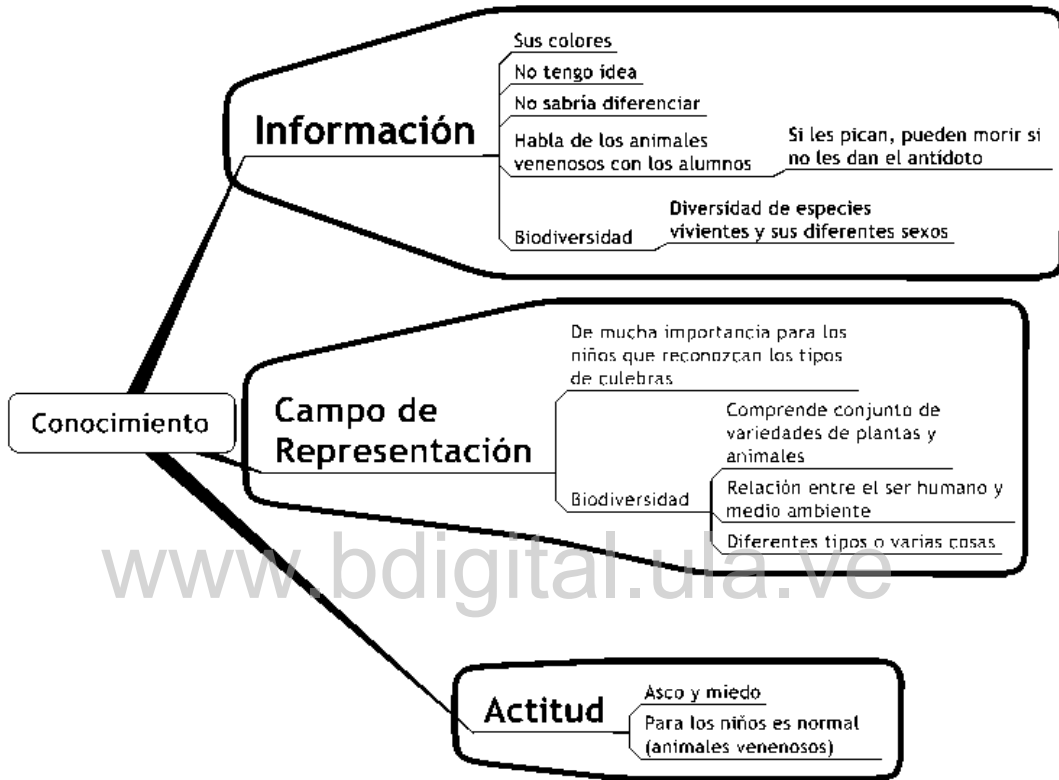 Sus colores
No tengo idea
No sabría diferenciar
Información
Habla de los animales
venenosos con los alumnos
Si les pican, pueden morir si
no les dan el antídoto
Biodiversidad
Diversidad de especies
vivientes y sus diferentes sexos
Conocimiento
Campo de
Representación
De mucha importancia para los
niños que reconozcan los tipos
de culebras
Biodiversidad
Comprende conjunto de
variedades de plantas y
animales
Relación entre el ser humano y
medio ambiente
Diferentes tipos o varias cosas
www.bdigital.ula.ve
Actitud
Asco y miedo
Para los niños es normal
(animales venenosos)